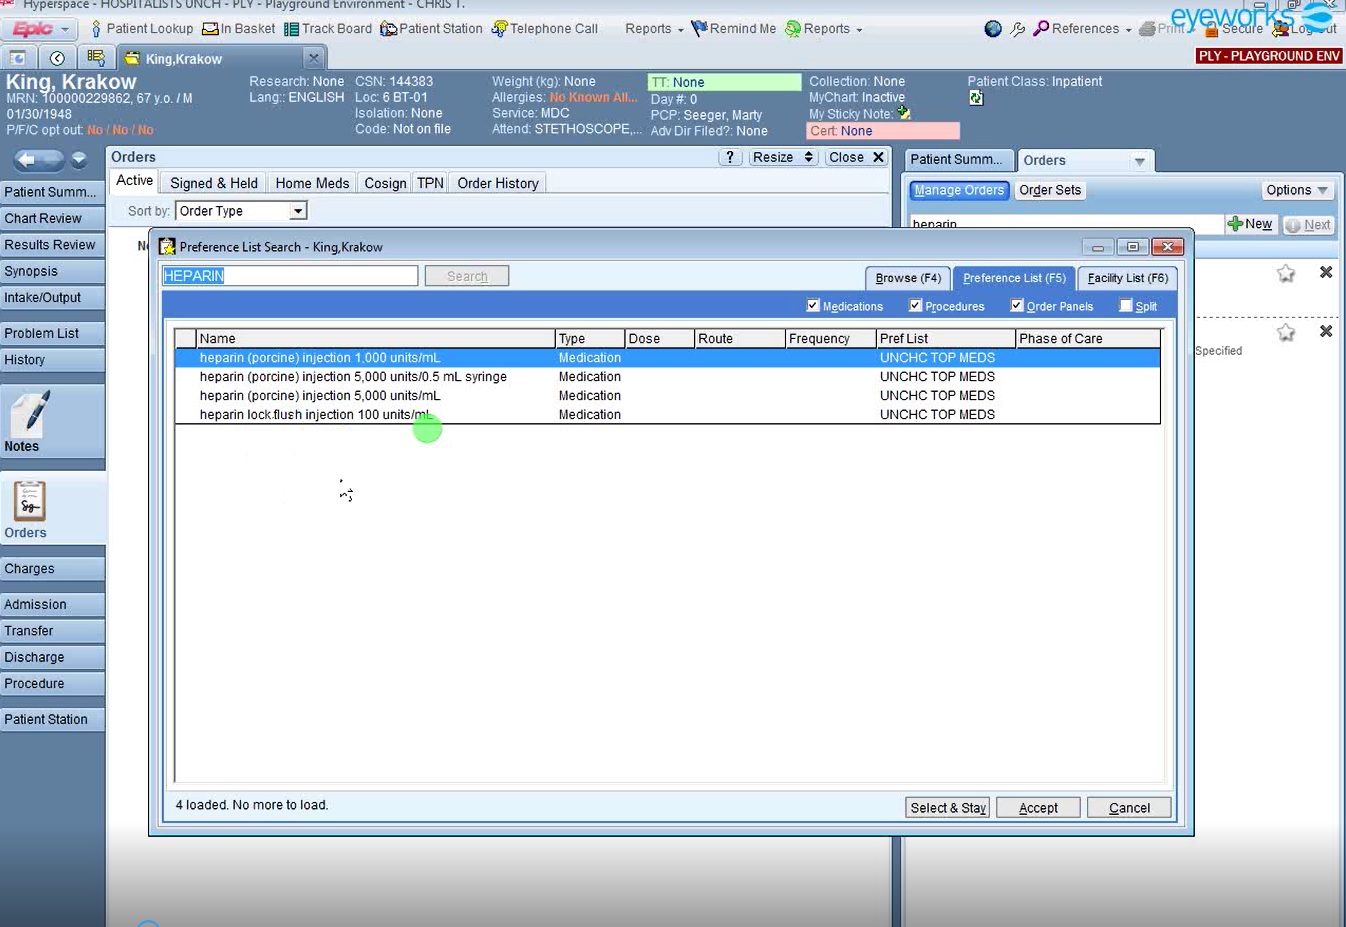 Hyperspace - HOSPITALISTS UNCH - PLY - Playground Environment - CHRIS T.
eyeworks
Epic Patient Lookup In Basket Track Board Patient Station Telephone Call Reports Remind Me Reports References Print Secure Log Out
King,Krakow
PLY - PLAYGROUND ENV
King, Krakow
MRN: 100000229862, 67 y.o. / M
01/30/1948
P/F/C opt out: No / No / No
Research: None
Lang:: ENGLISH
CSN: 144383
Loc: 6 BT-01
Isolation: None
Code: Not on file
Weight (kg): None
Allergies: No Known All...
Service: MDC
Attend: STETHOSCOPE,...
TT: None
Day #: 0
PCP: Seeger, Marty
Adv Dir Filed?: None
Collection: None
MyChart: Inactive
My Sticky Note:
Cert: None
Patient Class: Inpatient
Patient Summ...
Chart Review
Results Review
Synopsis
Intake/Output
Problem List
History
Notes
Orders
Charges
Admission
Transfer
Discharge
Procedure
Patient Station
Orders
? Resize Close
Active Signed & Held Home Meds Cosign TPN Order History
Sort by: Order Type
Patient Summ... Orders
Manage Orders Order Sets Options
heparin New Next
Specified
Preference List Search - King,Krakow
HEPARIN Search
Browse (F4) Preference List (F5) Facility List (F6)
Medications Procedures Order Panels Split
Name Type Dose Route Frequency Pref List Phase of Care
heparin (porcine) injection 1,000 units/mL Medication UNCHC TOP MEDS
heparin (porcine) injection 5,000 units/0.5 mL syringe Medication UNCHC TOP MEDS
heparin (porcine) injection 5,000 units/mL Medication UNCHC TOP MEDS
heparin lock.flush injection 100 units/mL Medication UNCHC TOP MEDS
4 loaded. No more to load.
Select & Stay Accept Cancel